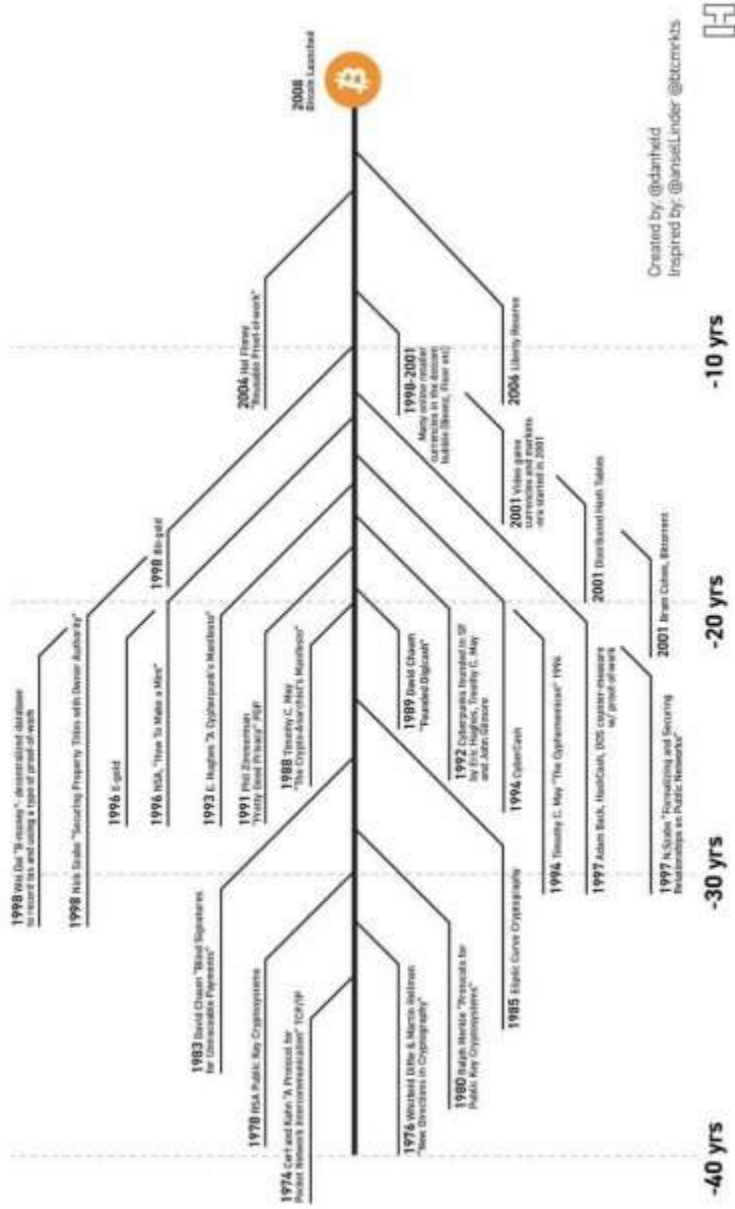 1998 Wei Dai "B-money"- decentralized database
to record txs and using a type of proof-of-work
1998 Nick Szabo "Securing Property Titles with Owner Authority"
1998 Bit-gold
1996 E-gold
1996 NSA, "How To Make a Mint"
1993 E. Hughes "A Cypherpunk's Manifesto"
1991 Phil Zimmerman
"Pretty Good Privacy" PGP
1988 Timothy C. May
"The Crypto Anarchist's Manifesto"
1983 David Chaum "Blind Signatures
for Untraceable Payments"
1978 RSA Public Key Cryptosystems
1974 Cerf and Kahn "A Protocol for
Packet Network Intercommunication" TCP/IP
2004 Hal Finney
"Reusable Proof-of-work"
2008
Bitcoin Launched
1976 Whitfield Diffie & Martin Hellman
"New Directions in Cryptography"
1980 Ralph Merkle "Protocols for
Public Key Cryptosystems"
1985 Eliptic Curve Cryptography
1989 David Chaum
"Founded Digicash"
1992 Cyberpunks founded in SF
by Eric Hughes, Timothy C. May
and John Gilmore
1994 CyberCash
1994 Timothy C. May "The Cyphernomicon" 1994
1997 Adam Back, HashCash, DOS counter-measure
w/ proof-of-work
1997 N.Szabo "Formalizing and Securing
Relationships on Public Networks"
1998-2001
Many online retailer
currencies in the dotcom
bubble (Beenz, Flooz etc)
2001 Video game
currencies and markets
-era started in 2001
2001 Distributed Hash Tables
2001 Bram Cohen, Bittorrent
2006 Liberty Reserve
-40 yrs
-30 yrs
-20 yrs
-10 yrs
Created by: @danheld
Inspired by: @anselLinder @btcmrkts